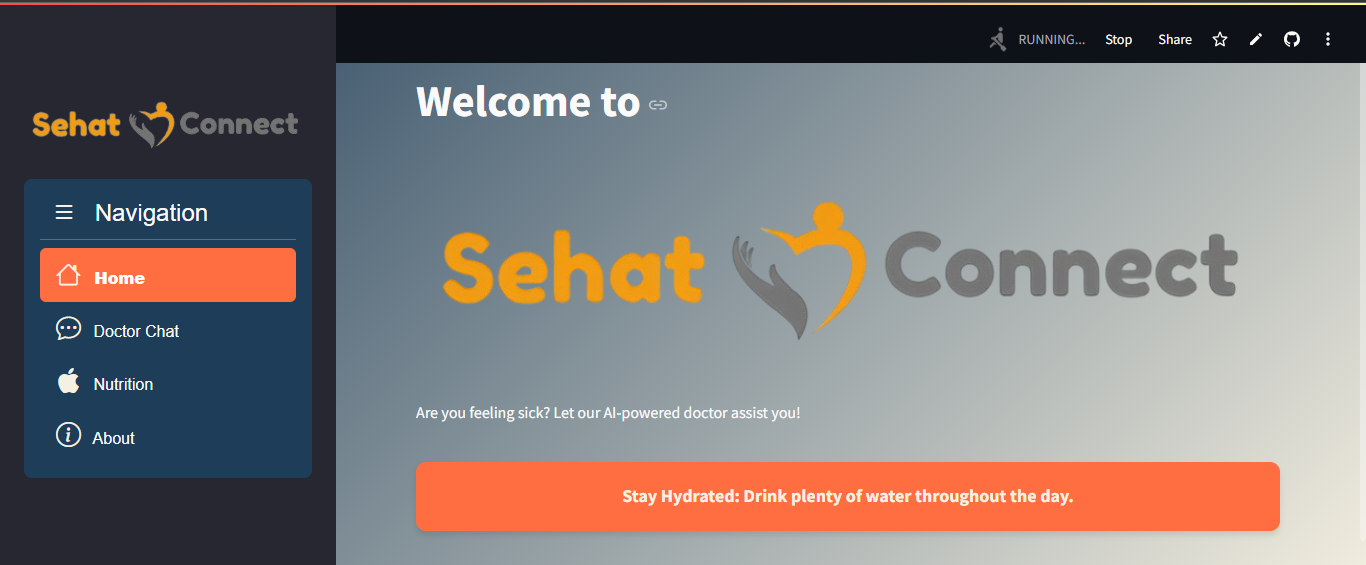 RUNNING... Stop Share
Sehat Connect
Navigation
Home
Doctor Chat
Nutrition
About
Welcome to
Sehat Connect
Are you feeling sick? Let our AI-powered doctor assist you!
Stay Hydrated: Drink plenty of water throughout the day.